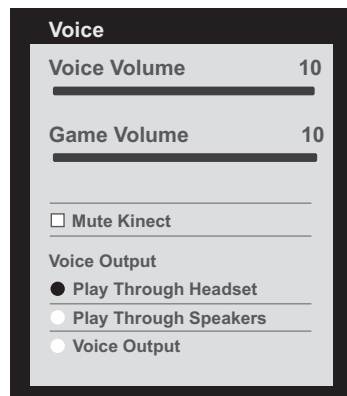 Voice
Voice Volume 10
Game Volume 10
Mute Kinect
Voice Output
Play Through Headset
Play Through Speakers
Voice Output